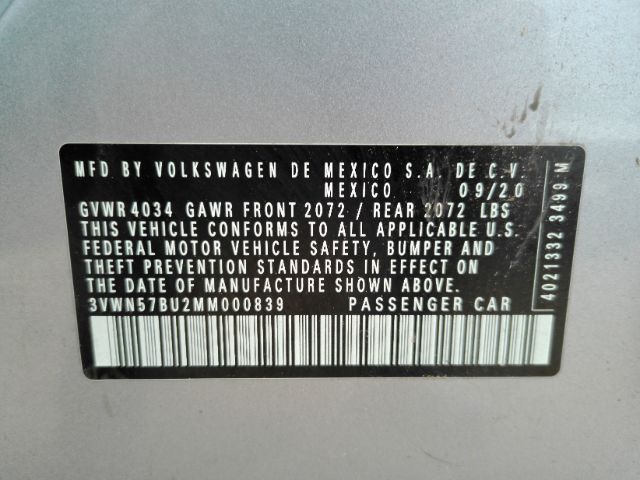 MFD BY VOLKSWAGEN DE MEXICO S.A. DE C.V.
MEXICO 09/20
GVWR4034 GAWR FRONT 2072 / REAR 2072 LBS
THIS VEHICLE CONFORMS TO ALL APPLICABLE U.S.
FEDERAL MOTOR VEHICLE SAFETY, BUMPER AND
THEFT PREVENTION STANDARDS IN EFFECT ON
THE DATE OF MANUFACTURE SHOWN ABOVE.
3VWN57BU2MM000839 PASSENGER CAR
4021332 3499 M